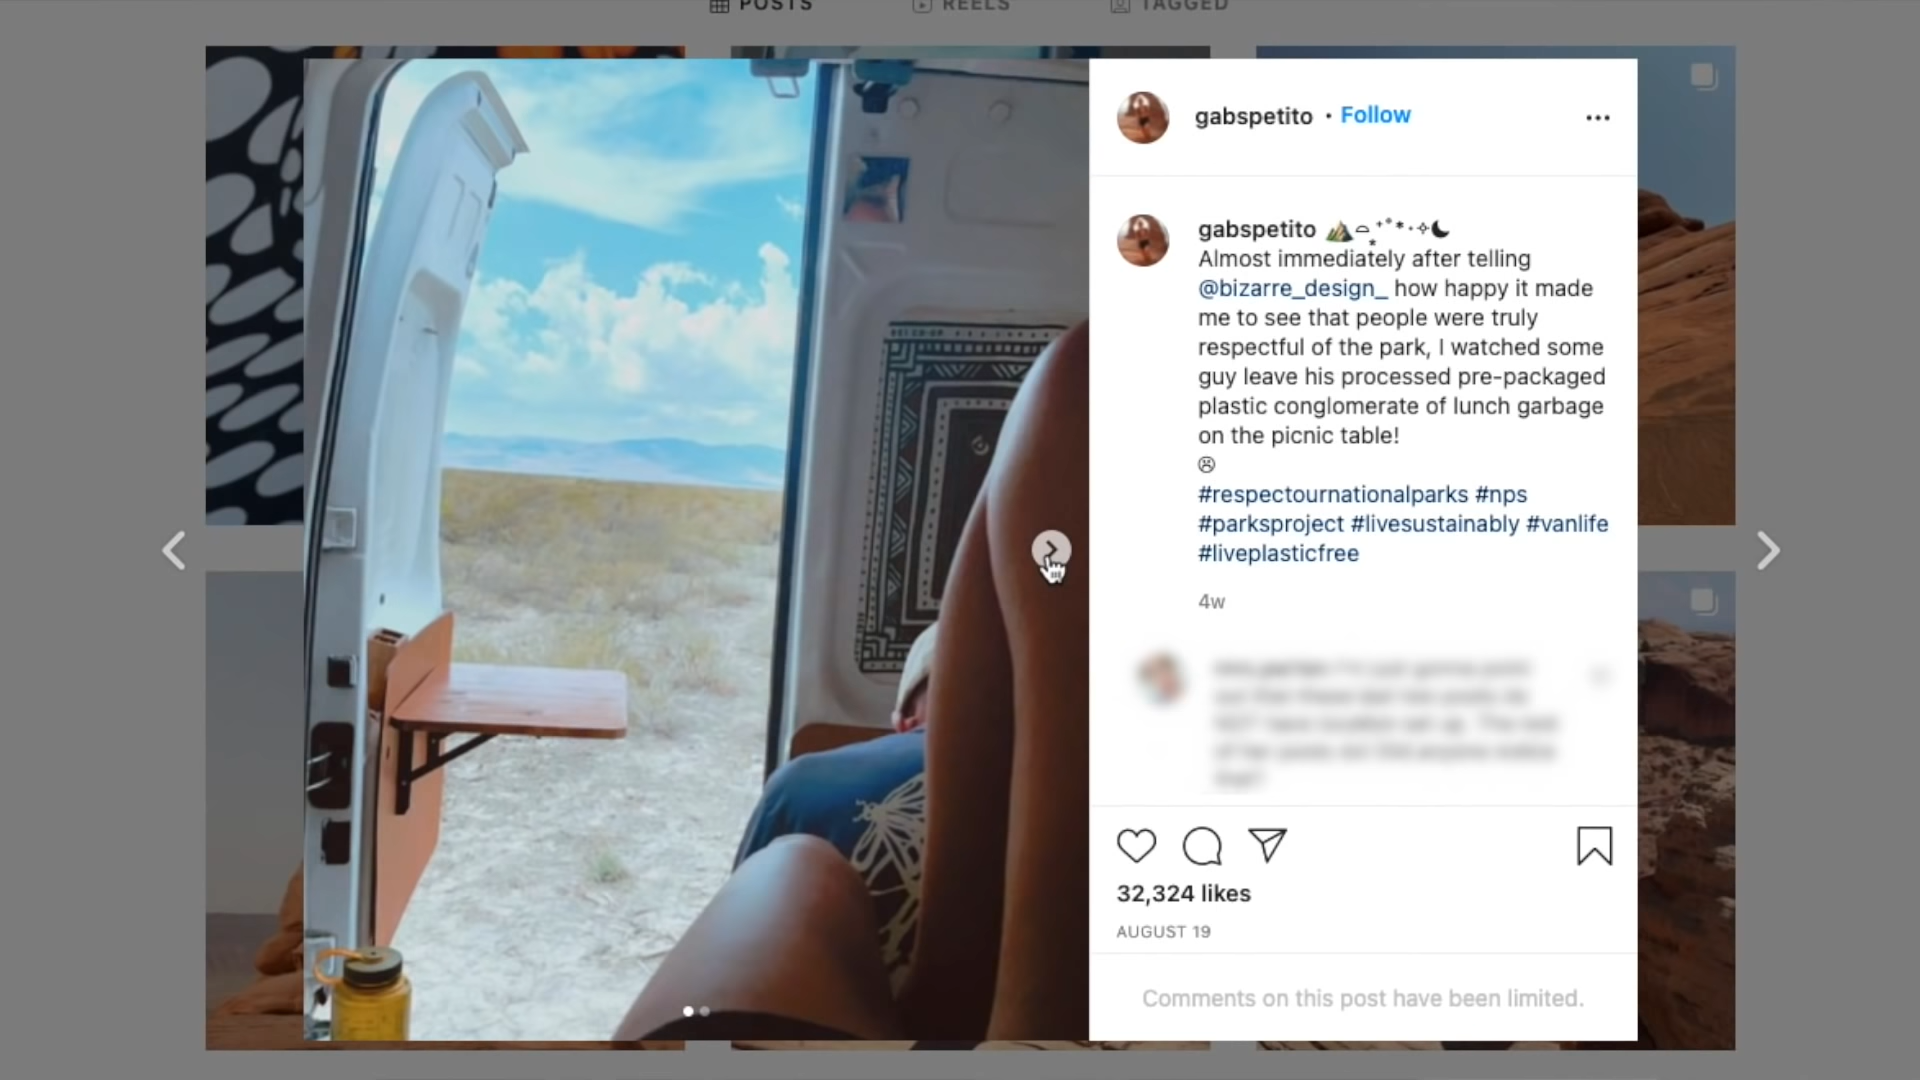 POSTS REELS TAGGED
gabspetito • Follow
gabspetito
Almost immediately after telling
@bizarre_design_ how happy it made
me to see that people were truly
respectful of the park, I watched some
guy leave his processed pre-packaged
plastic conglomerate of lunch garbage
on the picnic table!
☹
#respectournationalparks #nps
#parksproject #livesustainably #vanlife
#liveplasticfree
4w
32,324 likes
AUGUST 19
Comments on this post have been limited.